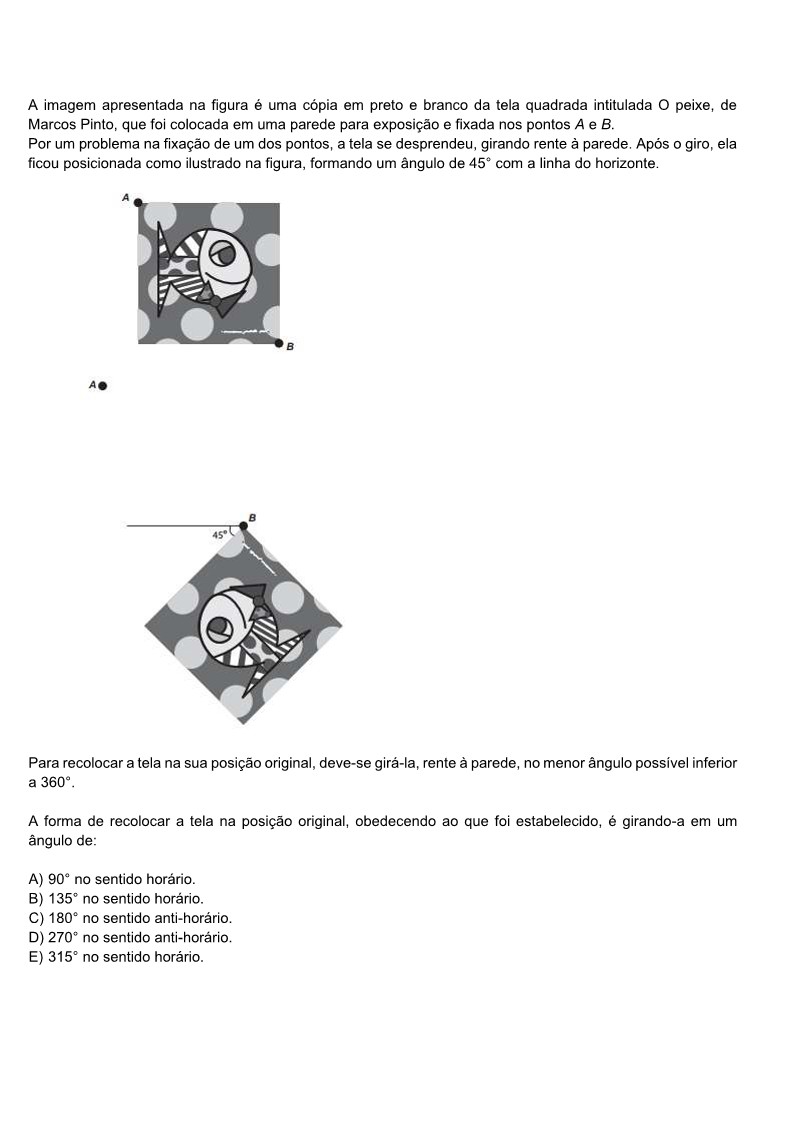 A imagem apresentada na figura é uma cópia em preto e branco da tela quadrada intitulada O peixe, de
Marcos Pinto, que foi colocada em uma parede para exposição e fixada nos pontos A e B.
Por um problema na fixação de um dos pontos, a tela se desprendeu, girando rente à parede. Após o giro, ela
ficou posicionada como ilustrado na figura, formando um ângulo de 45° com a linha do horizonte.
A
B
A
B
45°
Para recolocar a tela na sua posição original, deve-se girá-la, rente à parede, no menor ângulo possível inferior
a 360°.
A forma de recolocar a tela na posição original, obedecendo ao que foi estabelecido, é girando-a em um
ângulo de:
A) 90° no sentido horário.
B) 135° no sentido horário.
C) 180° no sentido anti-horário.
D) 270° no sentido anti-horário.
E) 315° no sentido horário.